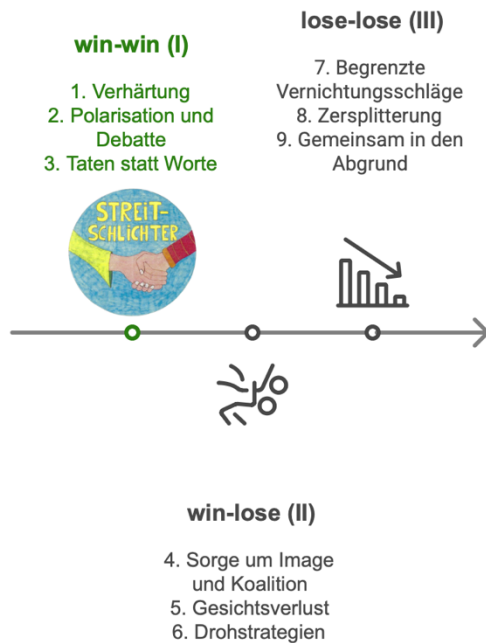 win-win (I)
1. Verhärtung
2. Polarisation und
Debatte
3. Taten statt Worte
STREIT-
SCHLICHTER
lose-lose (III)
7. Begrenzte
Vernichtungsschläge
8. Zersplitterung
9. Gemeinsam in den
Abgrund
win-lose (II)
4. Sorge um Image
und Koalition
5. Gesichtsverlust
6. Drohstrategien